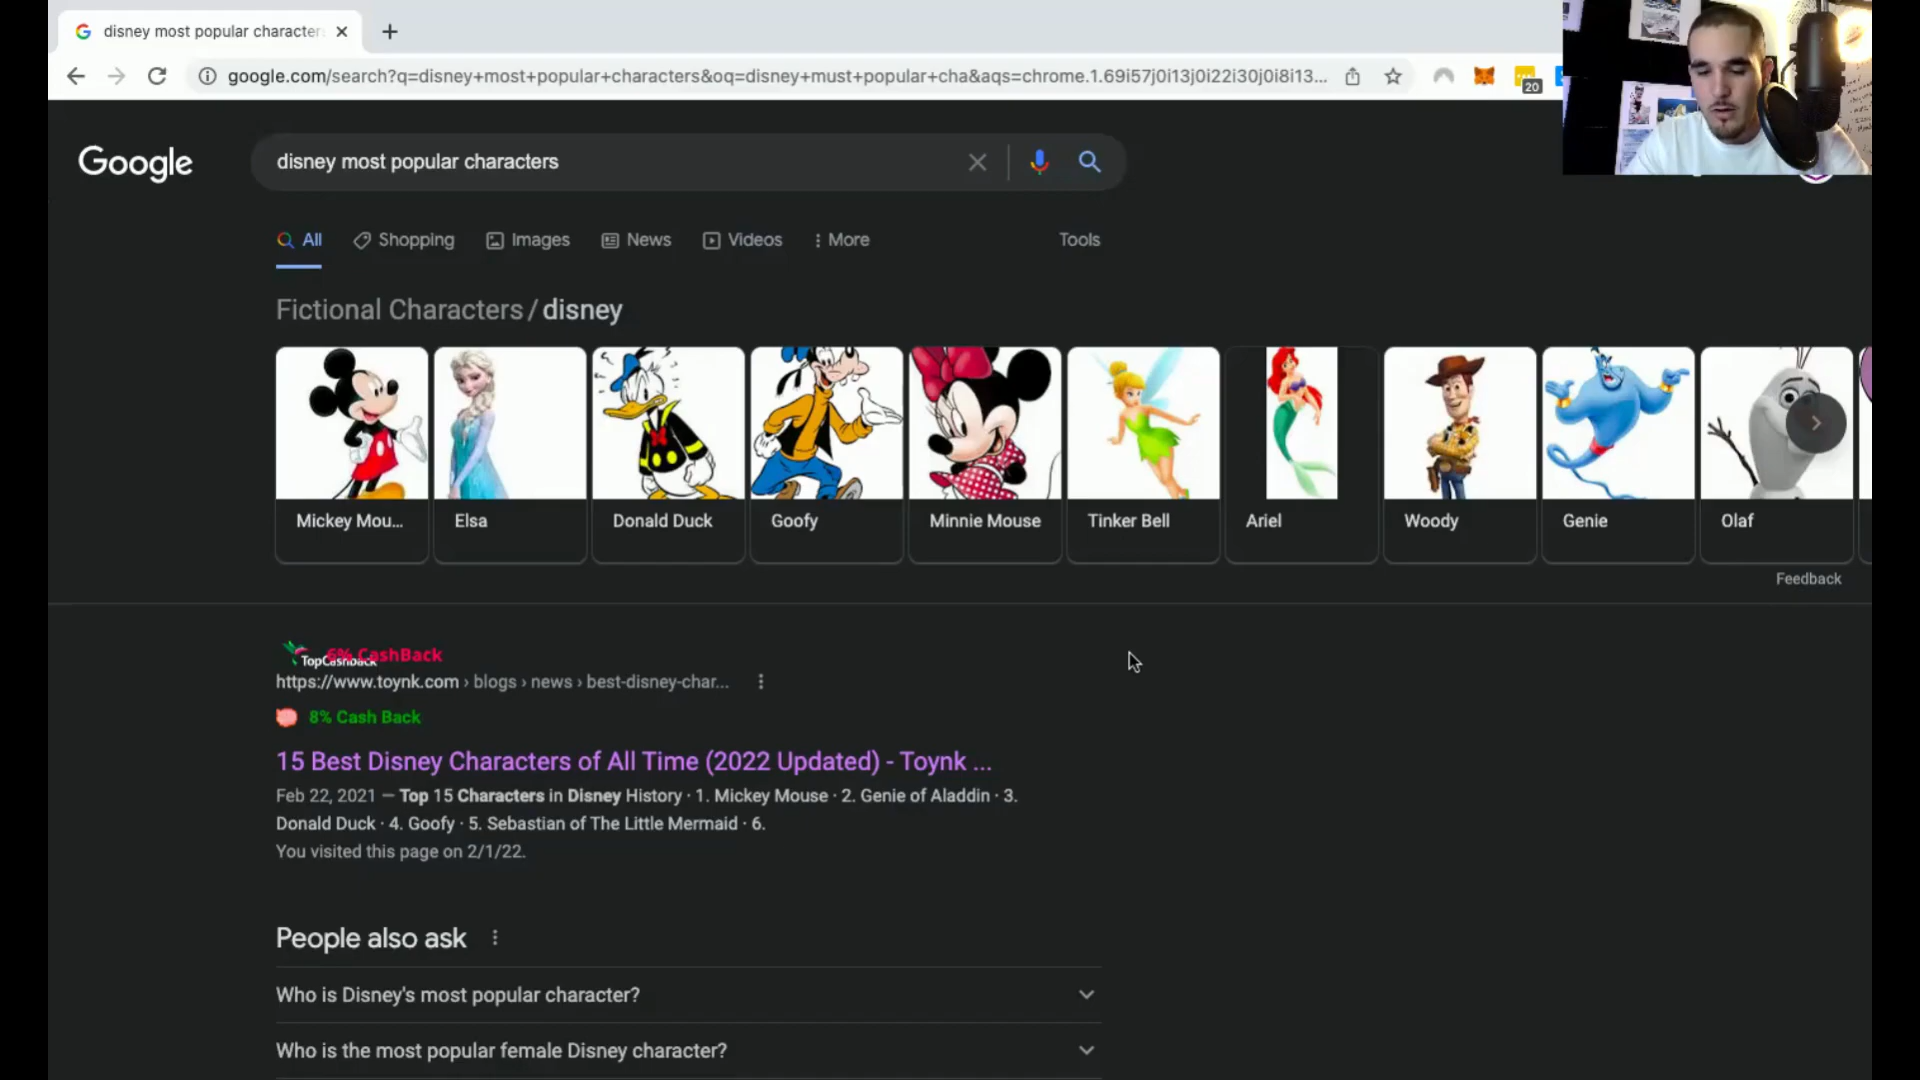 disney most popular character
google.com/search?q=disney+most+popular+characters&oq=disney+must+popular+cha&aqs=chrome.1.69i57j0i13j0i22i30j0i8i13...
20
Google
disney most popular characters
All
Shopping
Images
News
Videos
More
Tools
Fictional Characters / disney
Mickey Mou...
Elsa
Donald Duck
Goofy
Minnie Mouse
Tinker Bell
Ariel
Woody
Genie
Olaf
Feedback
6% CashBack
TopCashback
https://www.toynk.com › blogs › news › best-disney-char...
8% Cash Back
15 Best Disney Characters of All Time (2022 Updated) - Toynk ...
Feb 22, 2021 — Top 15 Characters in Disney History · 1. Mickey Mouse · 2. Genie of Aladdin · 3.
Donald Duck · 4. Goofy · 5. Sebastian of The Little Mermaid · 6.
You visited this page on 2/1/22.
People also ask
Who is Disney's most popular character?
Who is the most popular female Disney character?